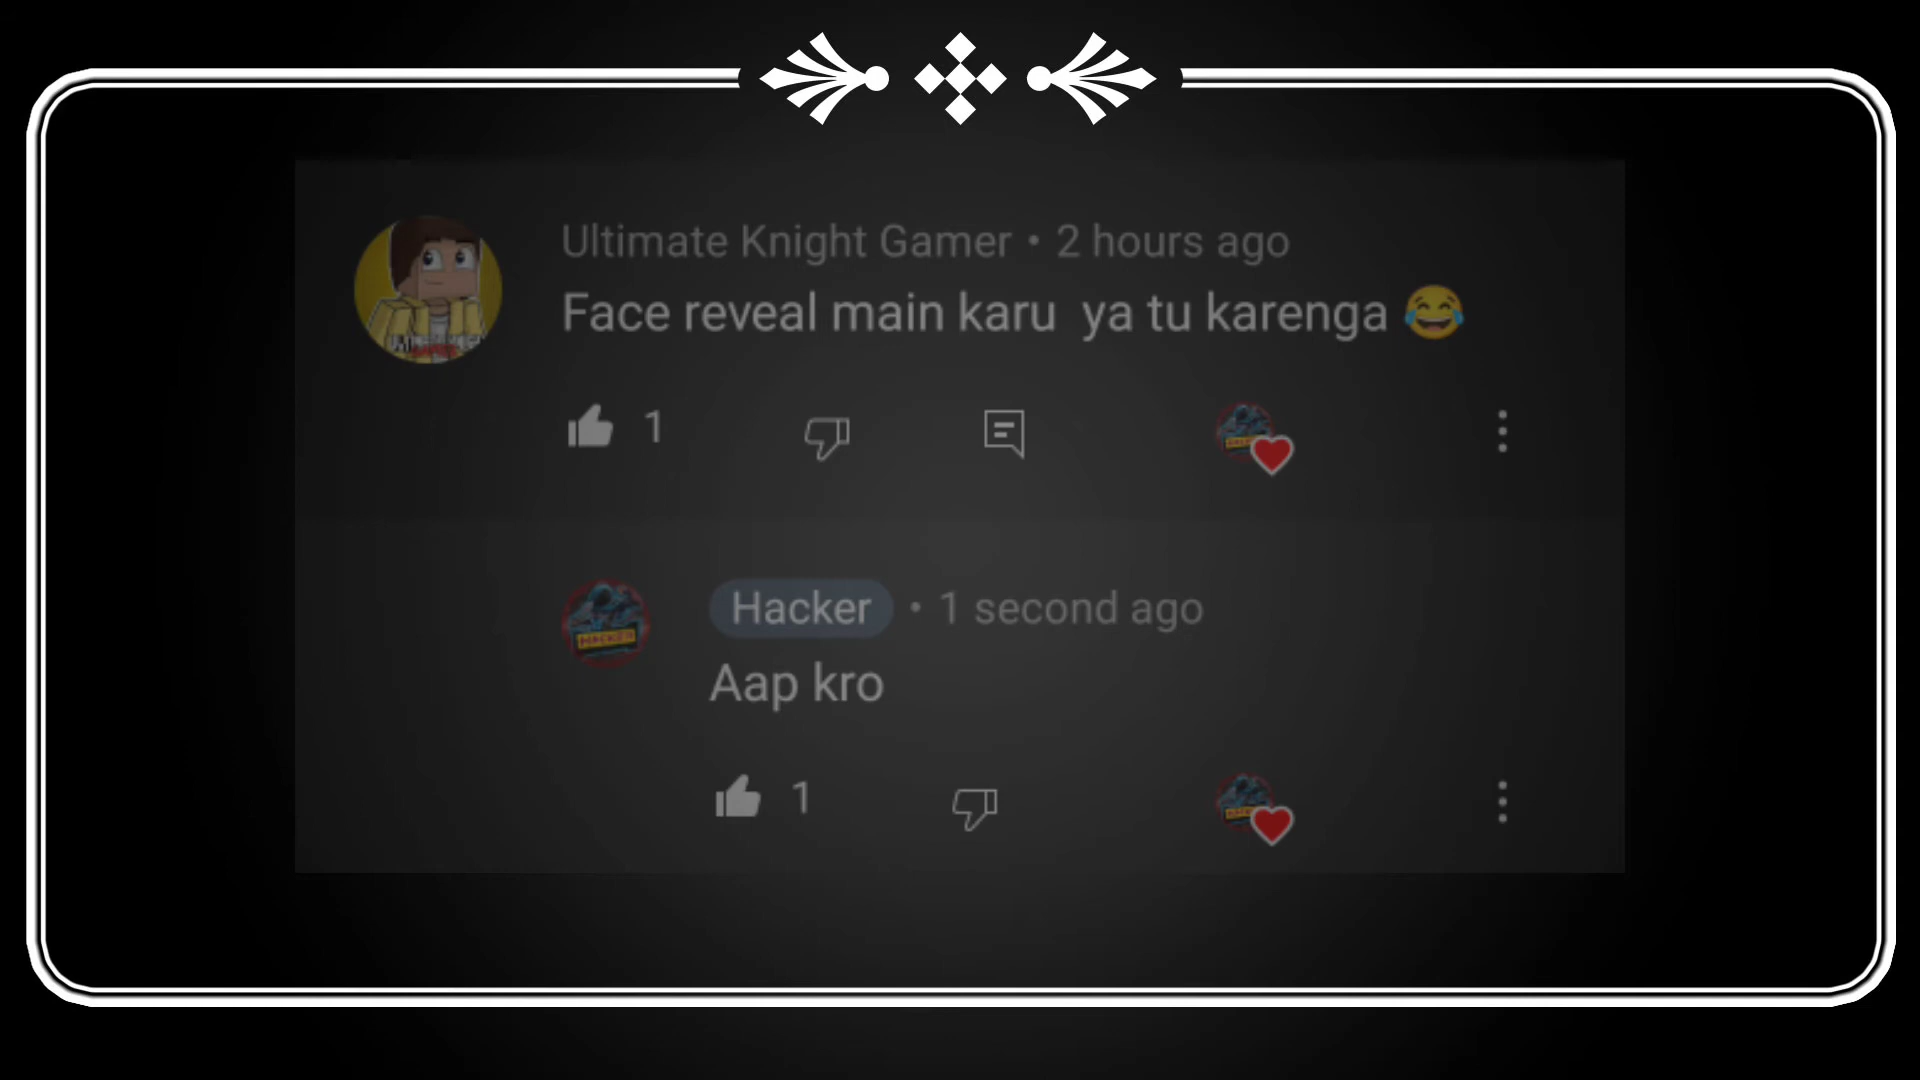 Ultimate Knight Gamer • 2 hours ago
Face reveal main karu  ya tu karenga 😂
1
Hacker • 1 second ago
HACKER
Aap kro
1